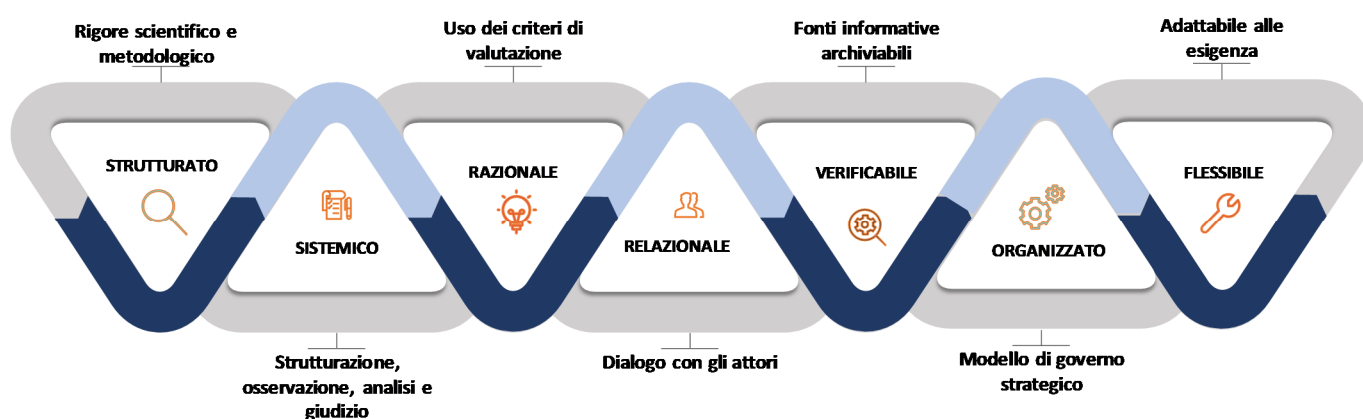 Rigore scientifico e
metodologico
Uso dei criteri di
valutazione
Fonti informative
archiviabili
Adattabile alle
esigenza
STRUTTURATO
SISTEMICO
RAZIONALE
RELAZIONALE
VERIFICABILE
ORGANIZZATO
FLESSIBILE
Strutturazione,
osservazione, analisi e
giudizio
Dialogo con gli attori
Modello di governo
strategico